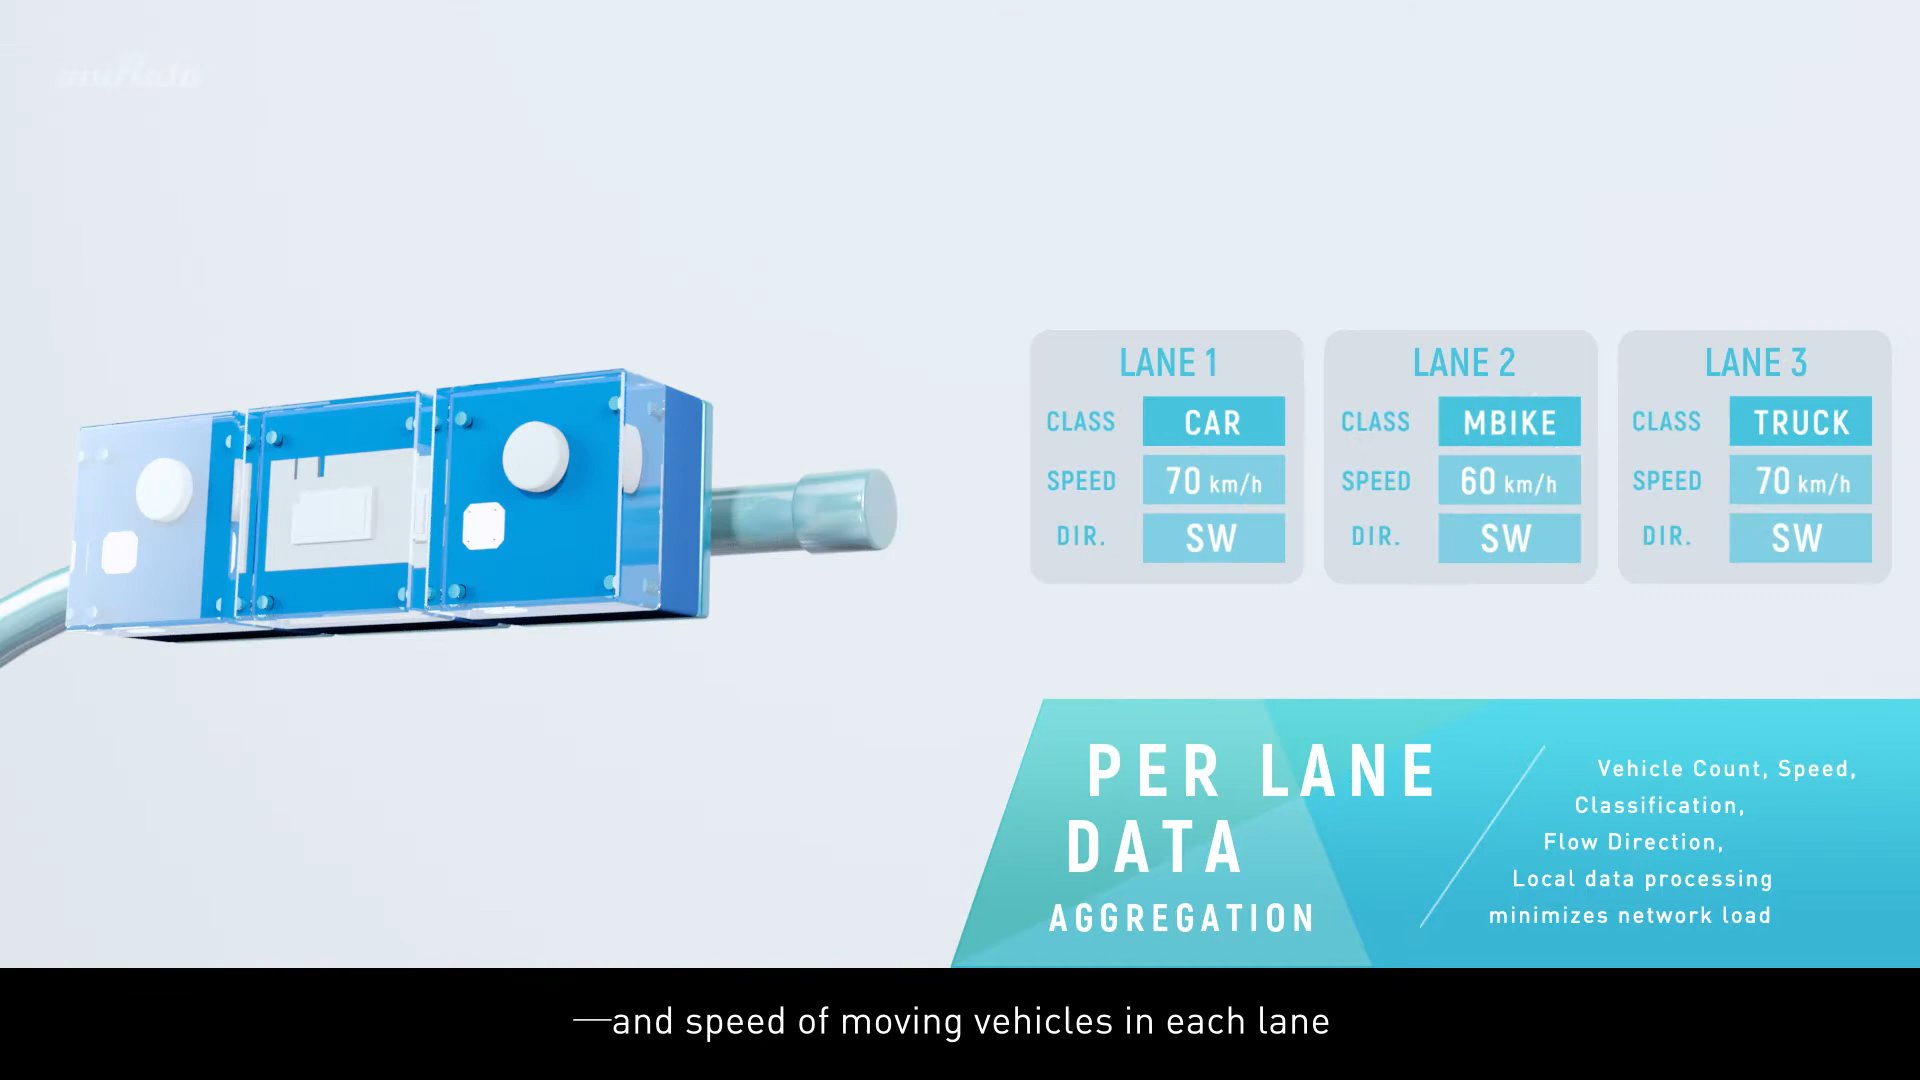 muRata
LANE 1
CLASS CAR
SPEED 70 km/h
DIR. SW
LANE 2
CLASS MBIKE
SPEED 60 km/h
DIR. SW
LANE 3
CLASS TRUCK
SPEED 70 km/h
DIR. SW
PER LANE
DATA
AGGREGATION
Vehicle Count, Speed,
Classification,
Flow Direction,
Local data processing
minimizes network load
—and speed of moving vehicles in each lane